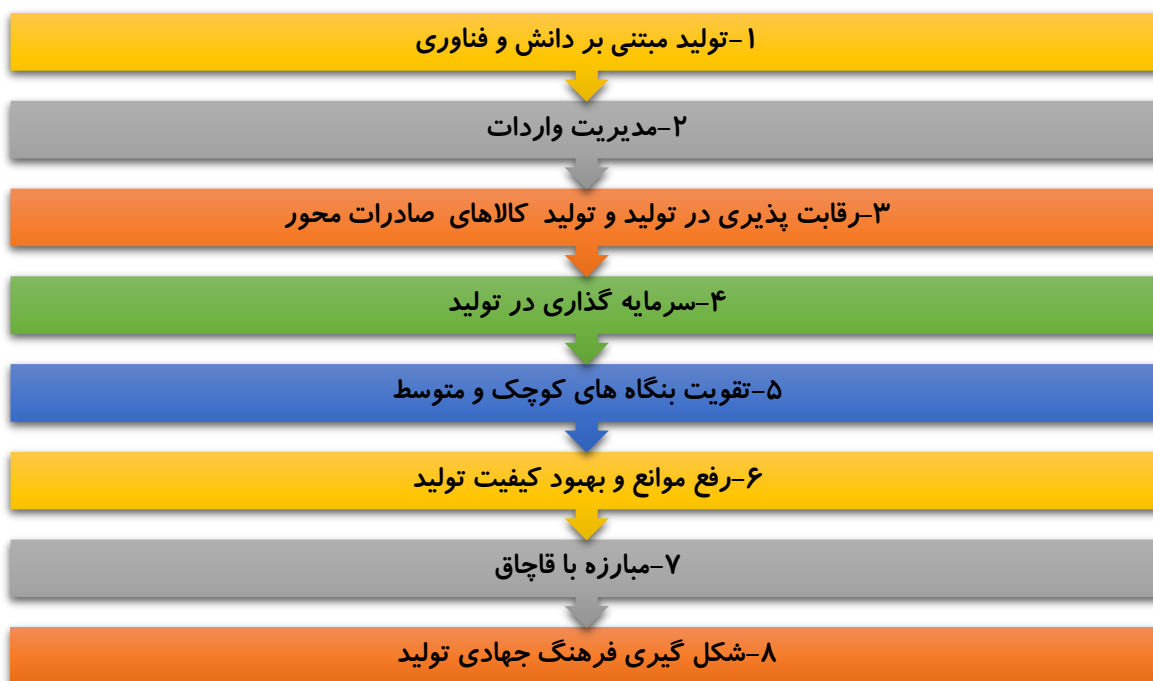 ۱-تولید مبتنی بر دانش و فناوری
۲-مدیریت واردات
۳-رقابت پذیری در تولید و تولید کالاهای صادرات محور
۴-سرمایه گذاری در تولید
۵-تقویت بنگاه های کوچک و متوسط
۶-رفع موانع و بهبود کیفیت تولید
۷-مبارزه با قاچاق
۸-شکل گیری فرهنگ جهادی تولید